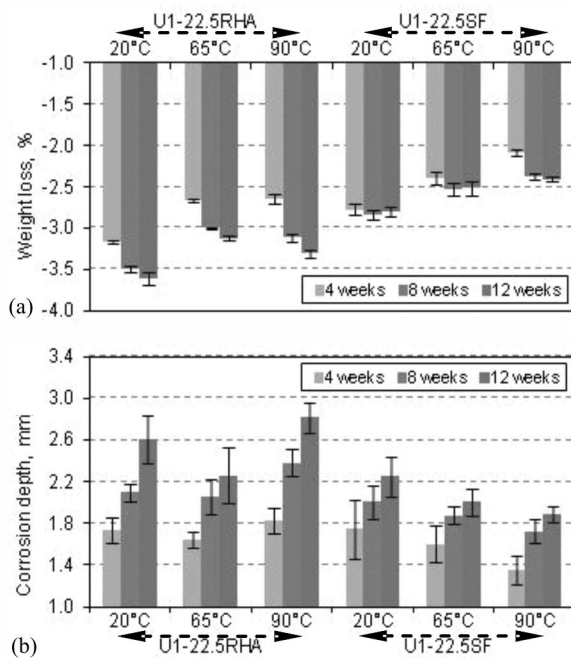 U1-22.5RHA U1-22.5SF
20°C 65°C 90°C 20°C 65°C 90°C
-1.0
-1.5
-2.0
-2.5
-3.0
-3.5
-4.0
Weight loss, %
4 weeks 8 weeks 12 weeks
(a)
3.4
3.0
2.6
2.2
1.8
1.4
1.0
Corrosion depth, mm
4 weeks 8 weeks 12 weeks
20°C 65°C 90°C 20°C 65°C 90°C
U1-22.5RHA U1-22.5SF
(b)